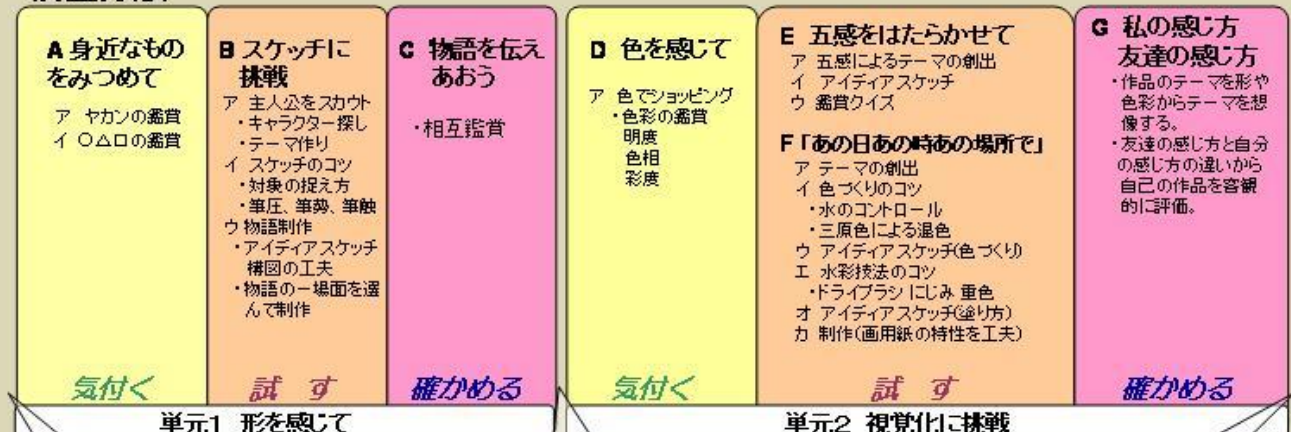 A 身近なもの
をみつめて
ア ヤカンの鑑賞
イ ○△□の鑑賞
気付く
B スケッチに
挑戦
ア 主人公をスカウト
・キャラクター探し
・テーマ作り
イ スケッチのコツ
・対象の捉え方
・筆圧、筆勢、筆触
ウ 物語制作
・アイディアスケッチ
構図の工夫
・物語の一場面を選
んで制作
試 す
C 物語を伝え
あおう
・相互鑑賞
確かめる
単元1 形を感じて
D 色を感じて
ア 色でショッピング
・色彩の鑑賞
明度
色相
彩度
気付く
E 五感をはたらかせて
ア 五感によるテーマの創出
イ アイディアスケッチ
ウ 鑑賞クイズ
F「あの日あの時あの場所で」
ア テーマの創出
イ 色づくりのコツ
・水のコントロール
・三原色による混色
ウ アイディアスケッチ(色づくり)
エ 水彩技法のコツ
・ドライブラシ にじみ 重色
オ アイディアスケッチ(塗り方)
カ 制作(画用紙の特性を工夫)
試 す
G 私の感じ方
友達の感じ方
・作品のテーマを形や
色彩からテーマを想
像する。
・友達の感じ方と自分
の感じ方の違いから
自己の作品を客観
的に評価。
確かめる
単元2 視覚化に挑戦